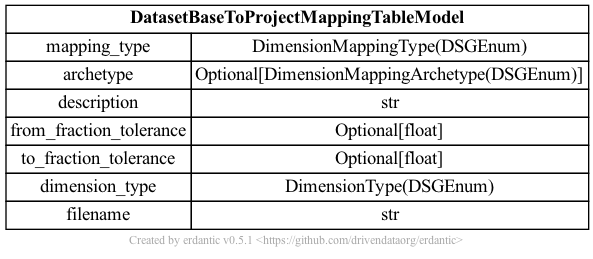 DatasetBaseToProjectMappingTableModel
mapping_type DimensionMappingType(DSGEnum)
archetype Optional[DimensionMappingArchetype(DSGEnum)]
description str
from_fraction_tolerance Optional[float]
to_fraction_tolerance Optional[float]
dimension_type DimensionType(DSGEnum)
filename str
Created by erdantic v0.5.1 <https://github.com/drivendataorg/erdantic>